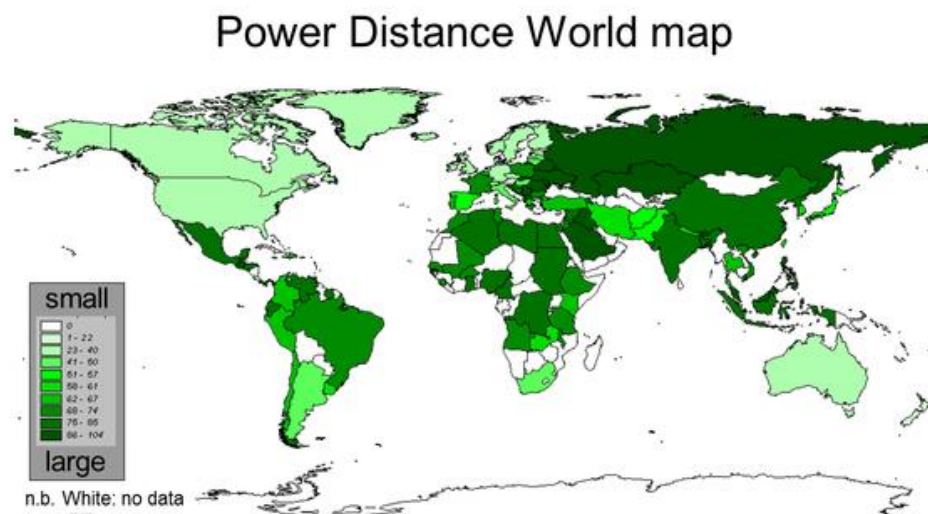 Power Distance World map
small
0
1 - 22
23 - 40
41 - 50
51 - 57
58 - 61
62 - 67
68 - 74
75 - 85
86 - 104
large
n.b. White: no data